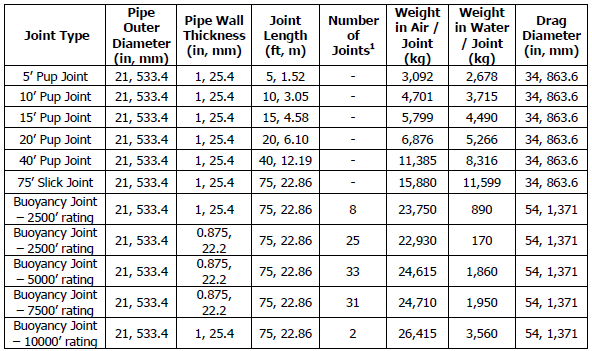 Joint Type | Pipe Outer Diameter (in, mm) | Pipe Wall Thickness (in, mm) | Joint Length (ft, m) | Number of Joints¹ | Weight in Air / Joint (kg) | Weight in Water / Joint (kg) | Drag Diameter (in, mm)
5’ Pup Joint | 21, 533.4 | 1, 25.4 | 5, 1.52 | - | 3,092 | 2,678 | 34, 863.6
10’ Pup Joint | 21, 533.4 | 1, 25.4 | 10, 3.05 | - | 4,701 | 3,715 | 34, 863.6
15’ Pup Joint | 21, 533.4 | 1, 25.4 | 15, 4.58 | - | 5,799 | 4,490 | 34, 863.6
20’ Pup Joint | 21, 533.4 | 1, 25.4 | 20, 6.10 | - | 6,876 | 5,266 | 34, 863.6
40’ Pup Joint | 21, 533.4 | 1, 25.4 | 40, 12.19 | - | 11,385 | 8,316 | 34, 863.6
75’ Slick Joint | 21, 533.4 | 1, 25.4 | 75, 22.86 | - | 15,880 | 11,599 | 34, 863.6
Buoyancy Joint – 2500’ rating | 21, 533.4 | 1, 25.4 | 75, 22.86 | 8 | 23,750 | 890 | 54, 1,371
Buoyancy Joint – 2500’ rating | 21, 533.4 | 0.875, 22.2 | 75, 22.86 | 25 | 22,930 | 170 | 54, 1,371
Buoyancy Joint – 5000’ rating | 21, 533.4 | 0.875, 22.2 | 75, 22.86 | 33 | 24,615 | 1,860 | 54, 1,371
Buoyancy Joint – 7500’ rating | 21, 533.4 | 0.875, 22.2 | 75, 22.86 | 31 | 24,710 | 1,950 | 54, 1,371
Buoyancy Joint – 10000’ rating | 21, 533.4 | 1, 25.4 | 75, 22.86 | 2 | 26,415 | 3,560 | 54, 1,371